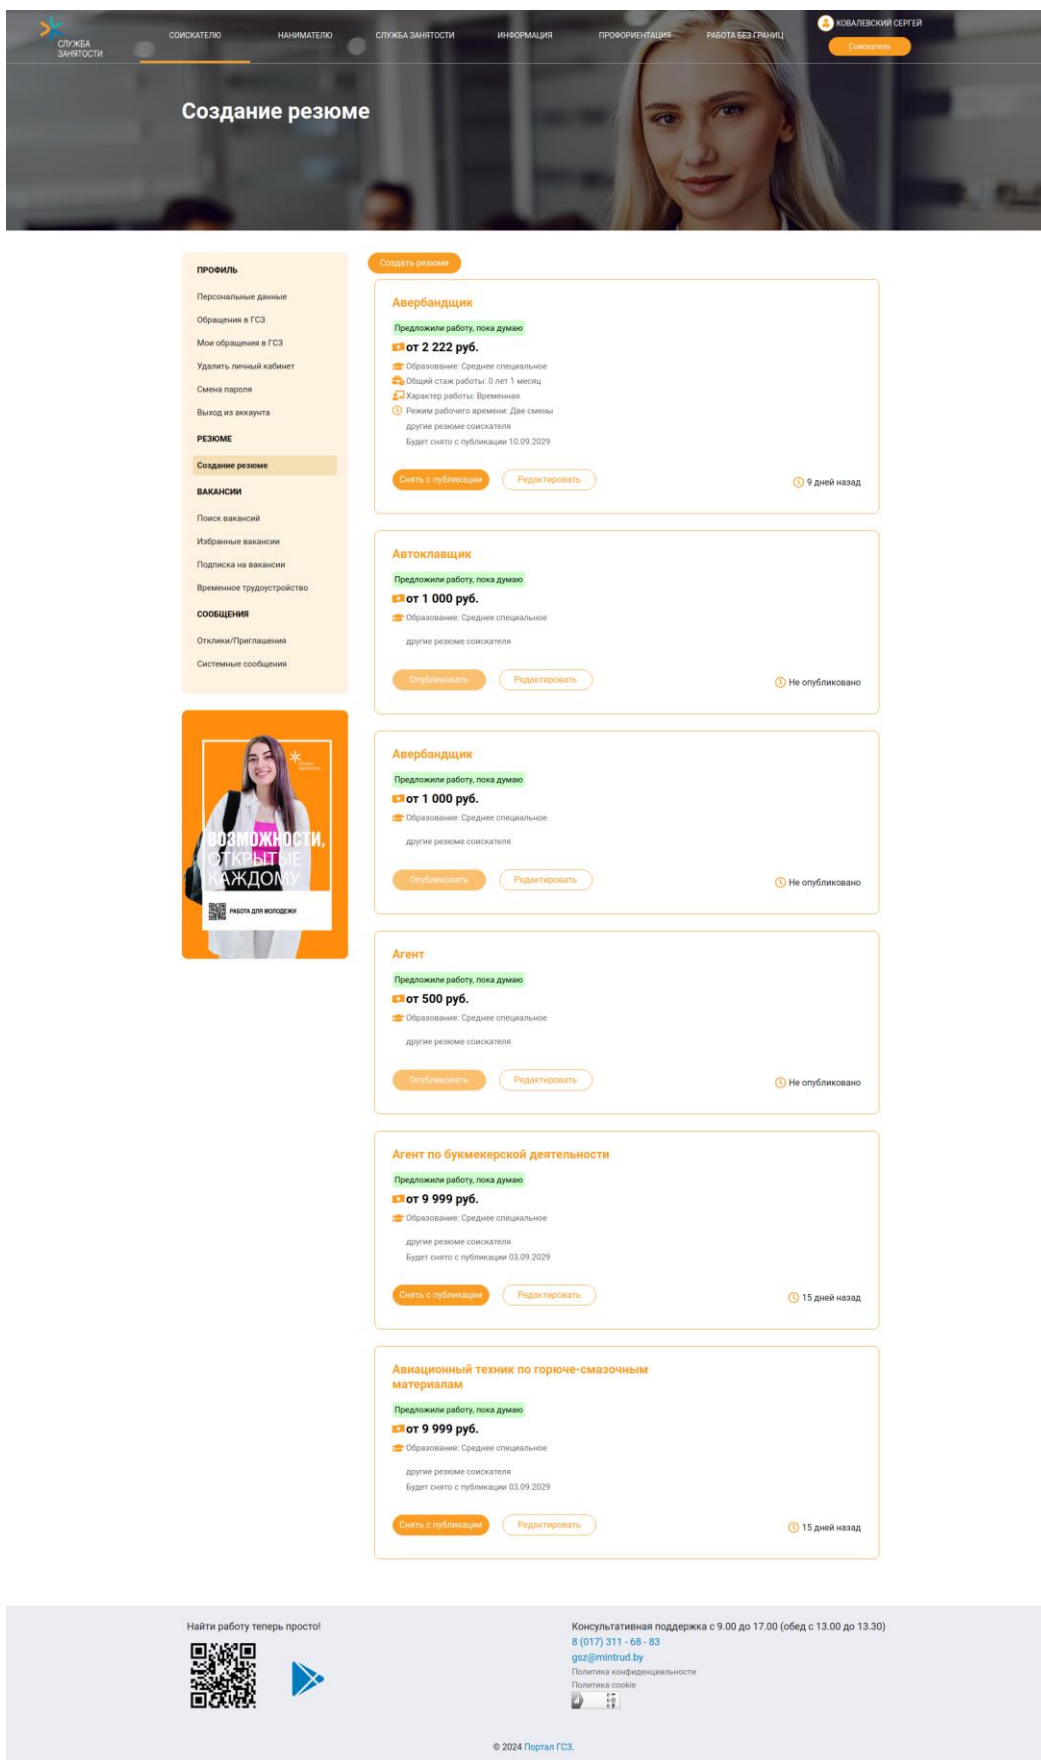 СЛУЖБА
ЗАНЯТОСТИ
СОИСКАТЕЛЮ
НАНИМАТЕЛЮ
СЛУЖБА ЗАНЯТОСТИ
ИНФОРМАЦИЯ
ПРОФОРИЕНТАЦИЯ
РАБОТА БЕЗ ГРАНИЦ
КОВАЛЕВСКИЙ СЕРГЕЙ
Соискатель
Создание резюме
ПРОФИЛЬ
Персональные данные
Обращения в ГСЗ
Мои обращения в ГСЗ
Удалить личный кабинет
Смена пароля
Выход из аккаунта
РЕЗЮМЕ
Создание резюме
ВАКАНСИИ
Поиск вакансий
Избранные вакансии
Подписка на вакансии
Временное трудоустройство
СООБЩЕНИЯ
Отклики/Приглашения
Системные сообщения
ВОЗМОЖНОСТИ,
ОТКРЫТЫЕ
КАЖДОМУ
РАБОТА ДЛЯ МОЛОДЕЖИ
Создать резюме
Авербандщик
Предложили работу, пока думаю
от 2 222 руб.
Образование: Среднее специальное
Общий стаж работы: 0 лет 1 месяц
Характер работы: Временная
Режим рабочего времени: Две смены
другие резюме соискателя
Будет снято с публикации 10.09.2029
Снять с публикации
Редактировать
9 дней назад
Автоклавщик
Предложили работу, пока думаю
от 1 000 руб.
Образование: Среднее специальное
другие резюме соискателя
Опубликовать
Редактировать
Не опубликовано
Авербандщик
Предложили работу, пока думаю
от 1 000 руб.
Образование: Среднее специальное
другие резюме соискателя
Опубликовать
Редактировать
Не опубликовано
Агент
Предложили работу, пока думаю
от 500 руб.
Образование: Среднее специальное
другие резюме соискателя
Опубликовать
Редактировать
Не опубликовано
Агент по букмекерской деятельности
Предложили работу, пока думаю
от 9 999 руб.
Образование: Среднее специальное
другие резюме соискателя
Будет снято с публикации 03.09.2029
Снять с публикации
Редактировать
15 дней назад
Авиационный техник по горюче-смазочным
материалам
Предложили работу, пока думаю
от 9 999 руб.
Образование: Среднее специальное
другие резюме соискателя
Будет снято с публикации 03.09.2029
Снять с публикации
Редактировать
15 дней назад
Найти работу теперь просто!
Консультативная поддержка с 9.00 до 17.00 (обед с 13.00 до 13.30)
8 (017) 311 - 68 - 83
gsz@mintrud.by
Политика конфиденциальности
Политика cookie
© 2024 Портал ГСЗ.